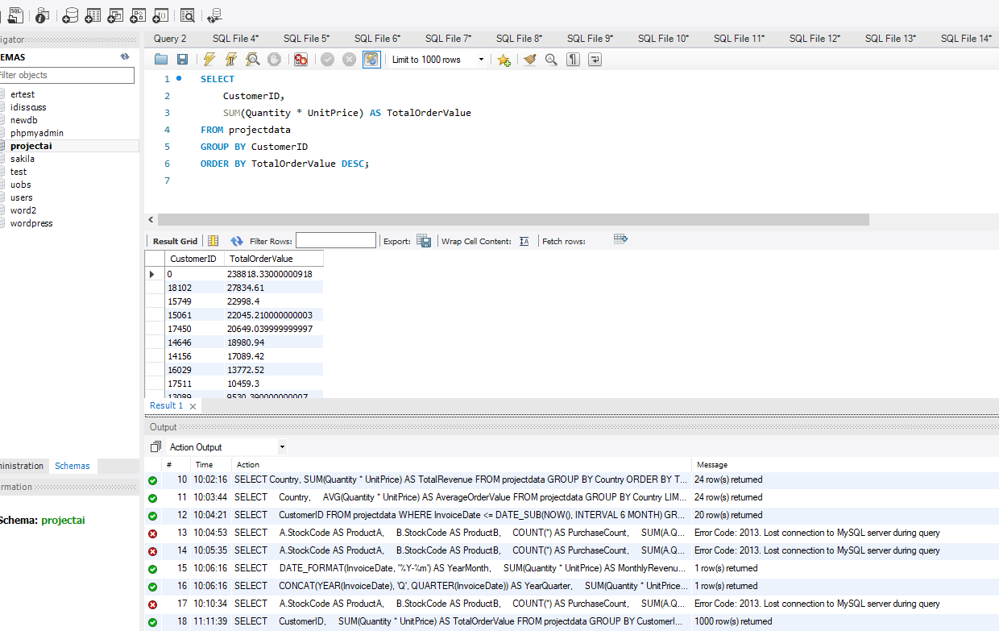 SQL
Query 2 SQL File 4* SQL File 5* SQL File 6* SQL File 7* SQL File 8* SQL File 9* SQL File 10* SQL File 11* SQL File 12* SQL File 13* SQL File 14*
igator
EMAS
Filter objects
ertest
idisscuss
newdb
phpmyadmin
projectai
sakila
test
uobs
users
word2
wordpress
Limit to 1000 rows
1 SELECT
2 CustomerID,
3 SUM(Quantity * UnitPrice) AS TotalOrderValue
4 FROM projectdata
5 GROUP BY CustomerID
6 ORDER BY TotalOrderValue DESC;
7
Result Grid Filter Rows: Export: Wrap Cell Content: Fetch rows:
CustomerID TotalOrderValue
0 238818.33000000918
18102 27834.61
15749 22998.4
15061 22045.210000000003
17450 20649.039999999997
14646 18980.94
14156 17089.42
16029 13772.52
17511 10459.3
13089 9530.390000000007
Result 1
Output
Action Output
# Time Action Message
10 10:02:16 SELECT Country, SUM(Quantity * UnitPrice) AS TotalRevenue FROM projectdata GROUP BY Country ORDER BY T... 24 row(s) returned
11 10:03:44 SELECT Country, AVG(Quantity * UnitPrice) AS AverageOrderValue FROM projectdata GROUP BY Country LIM... 24 row(s) returned
12 10:04:21 SELECT CustomerID FROM projectdata WHERE InvoiceDate <= DATE_SUB(NOW(), INTERVAL 6 MONTH) GR... 20 row(s) returned
13 10:04:53 SELECT A.StockCode AS ProductA, B.StockCode AS ProductB, COUNT(*) AS PurchaseCount, SUM(A.Q... Error Code: 2013. Lost connection to MySQL server during query
14 10:05:35 SELECT A.StockCode AS ProductA, B.StockCode AS ProductB, COUNT(*) AS PurchaseCount, SUM(A.Q... Error Code: 2013. Lost connection to MySQL server during query
15 10:06:16 SELECT DATE_FORMAT(InvoiceDate, '%Y-%m') AS YearMonth, SUM(Quantity * UnitPrice) AS MonthlyRevenu... 1 row(s) returned
16 10:06:16 SELECT CONCAT(YEAR(InvoiceDate), 'Q', QUARTER(InvoiceDate)) AS YearQuarter, SUM(Quantity * UnitPrice... 1 row(s) returned
17 10:10:34 SELECT A.StockCode AS ProductA, B.StockCode AS ProductB, COUNT(*) AS PurchaseCount, SUM(A.Q... Error Code: 2013. Lost connection to MySQL server during query
18 11:11:39 SELECT CustomerID, SUM(Quantity * UnitPrice) AS TotalOrderValue FROM projectdata GROUP BY CustomerI... 1000 row(s) returned
ministration Schemas
rmation
Schema: projectai